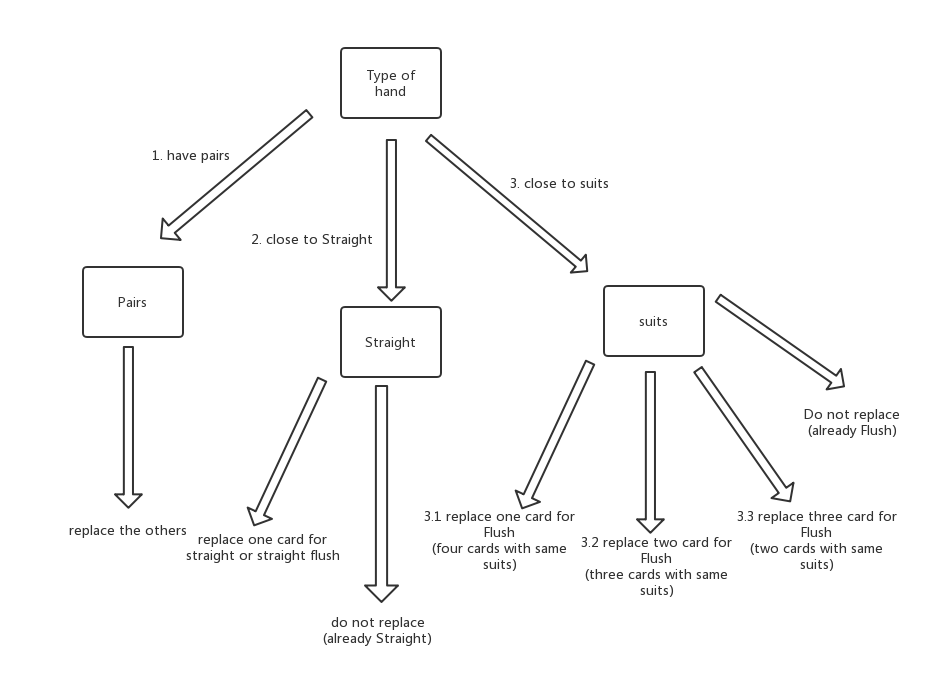 Type of
hand
1. have pairs
3. close to suits
2. close to Straight
Pairs
suits
Straight
Do not replace
(already Flush)
replace the others
replace one card for
straight or straight flush
3.1 replace one card for
Flush
(four cards with same
suits)
3.2 replace two card for
Flush
(three cards with same
suits)
3.3 replace three card for
Flush
(two cards with same
suits)
do not replace
(already Straight)